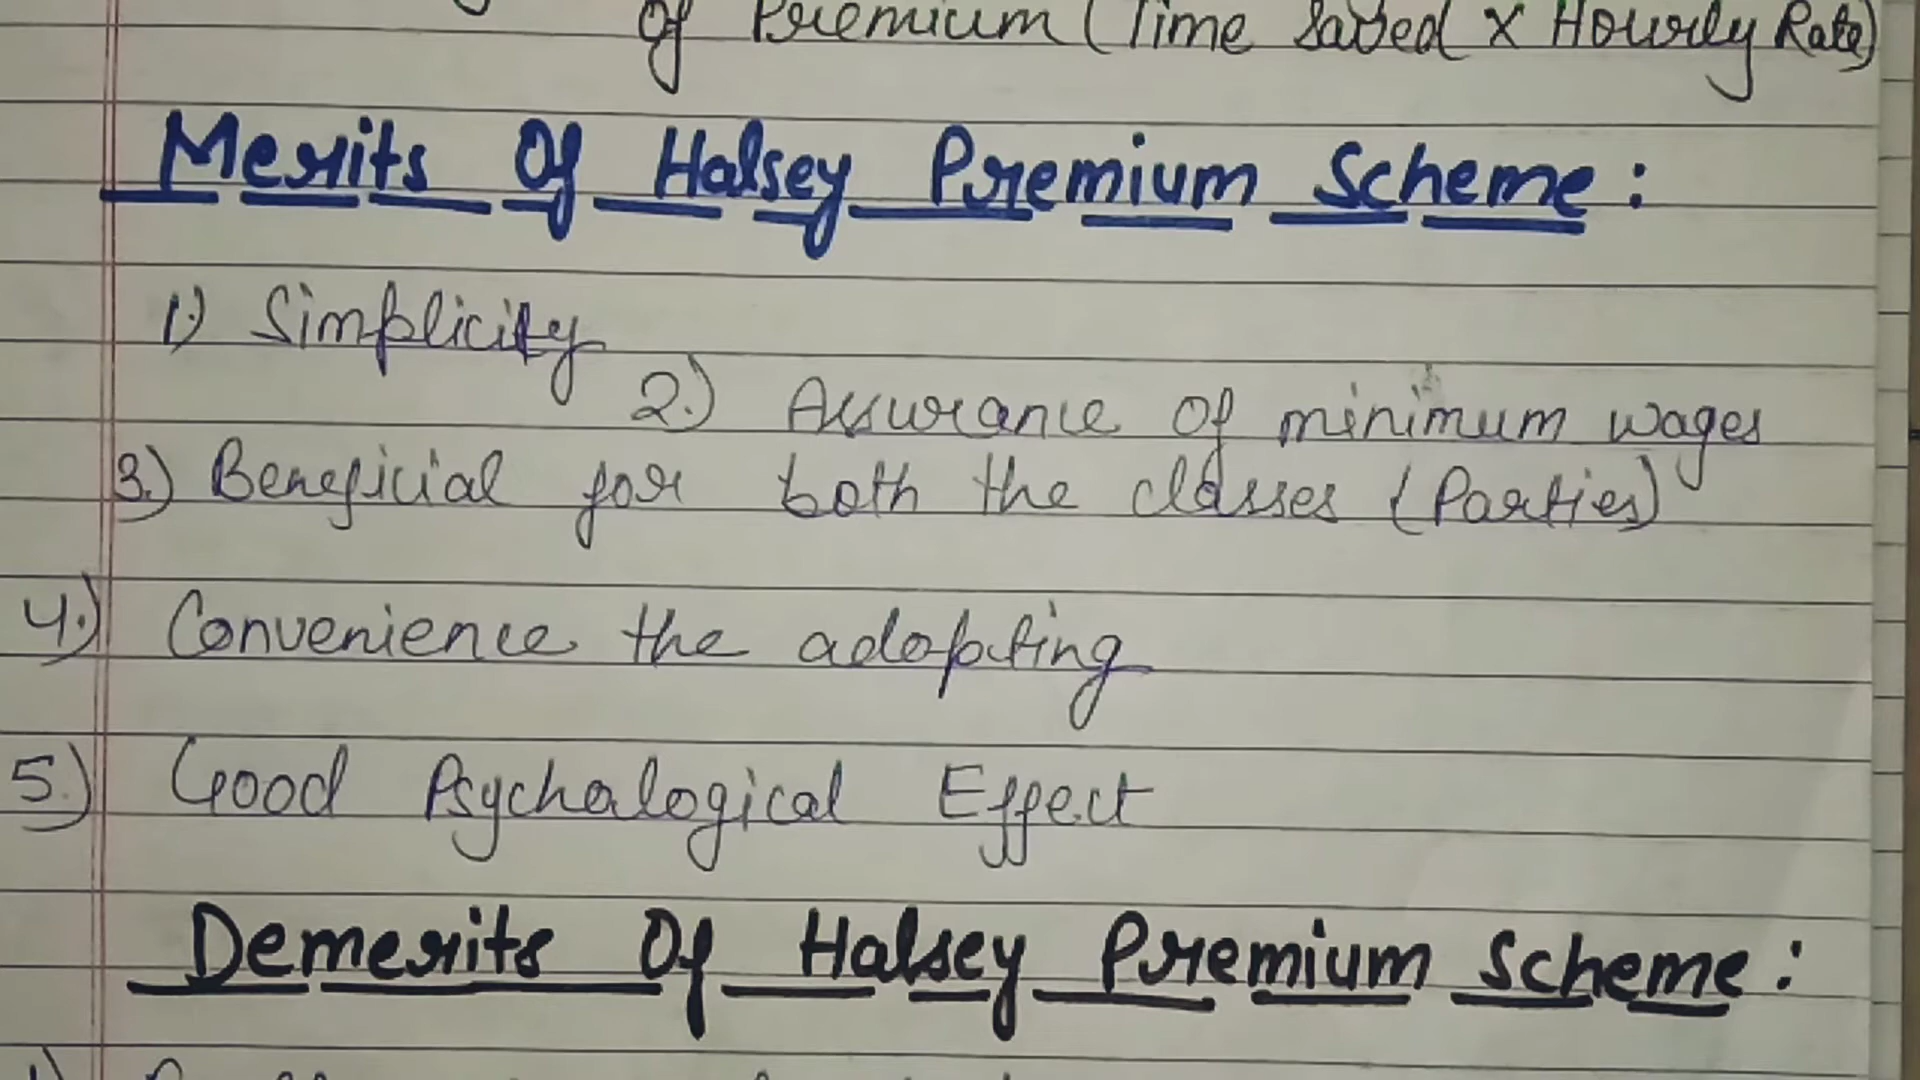 Of Premium (Time Saved X Hourly Rate)
Merits Of Halsey Premium Scheme :
1.) Simplicity
2.) Assurance Of minimum wages
3.) Beneficial for both the classes (Parties)
4.) Convenience the adopting
5.) Good Psychalogical Effect
Demerits Of Halsey Premium Scheme :